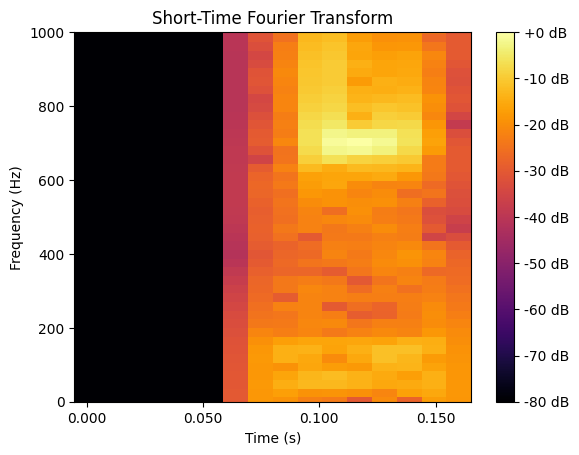 Short-Time Fourier Transform
1000
800
600
400
200
0
Frequency (Hz)
0.000
0.050
0.100
0.150
Time (s)
+0 dB
-10 dB
-20 dB
-30 dB
-40 dB
-50 dB
-60 dB
-70 dB
-80 dB